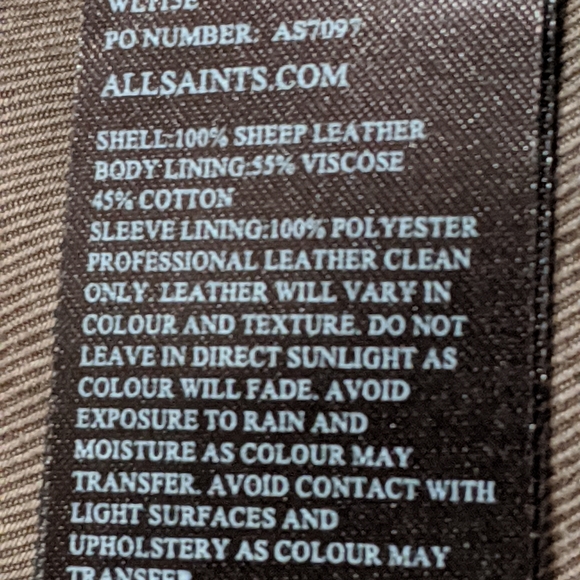 PO NUMBER: AS7097
ALLSAINTS.COM
SHELL:100% SHEEP LEATHER
BODY LINING:55% VISCOSE
45% COTTON
SLEEVE LINING:100% POLYESTER
PROFESSIONAL LEATHER CLEAN
ONLY. LEATHER WILL VARY IN
COLOUR AND TEXTURE. DO NOT
LEAVE IN DIRECT SUNLIGHT AS
COLOUR WILL FADE. AVOID
EXPOSURE TO RAIN AND
MOISTURE AS COLOUR MAY
TRANSFER. AVOID CONTACT WITH
LIGHT SURFACES AND
UPHOLSTERY AS COLOUR MAY
TRANSFER